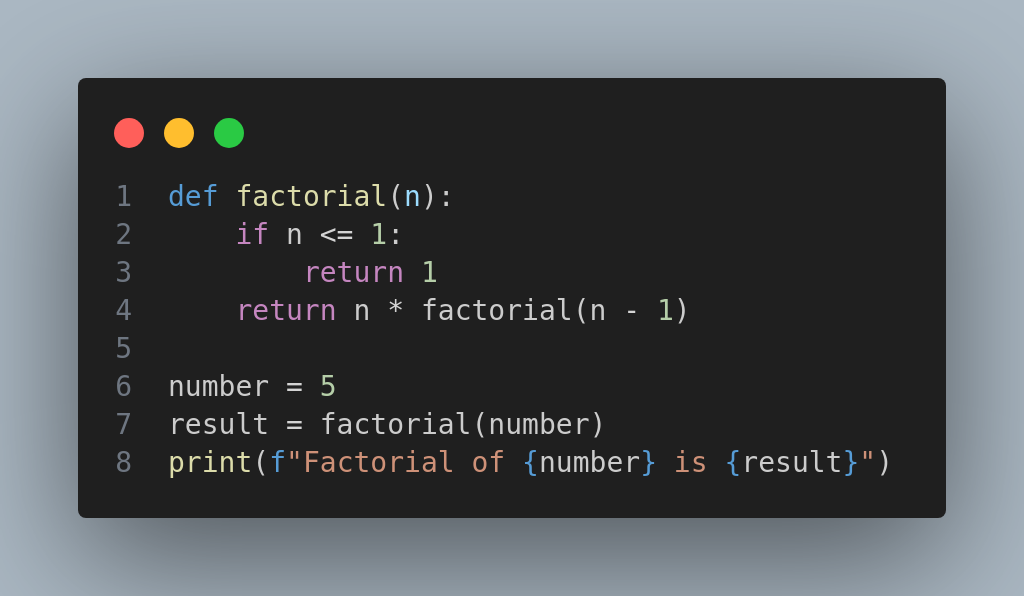 1 def factorial(n):
2     if n <= 1:
3         return 1
4     return n * factorial(n - 1)
5
6 number = 5
7 result = factorial(number)
8 print(f"Factorial of {number} is {result}")